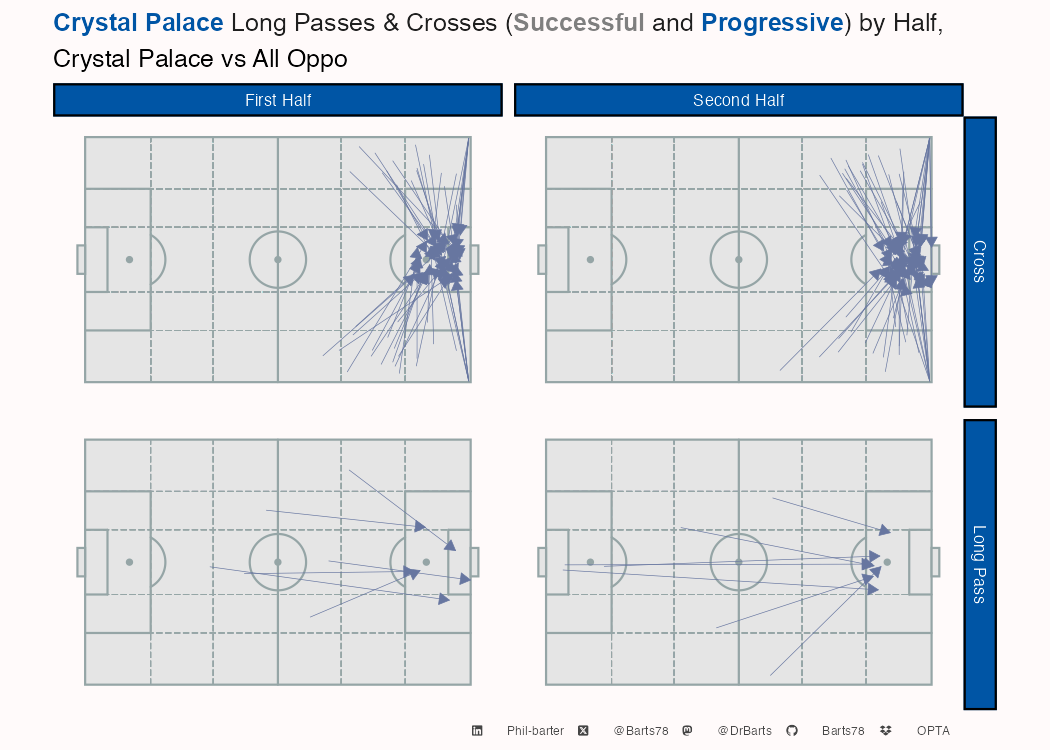 Crystal Palace Long Passes & Crosses (Successful and Progressive) by Half,
Crystal Palace vs All Oppo
First Half
Second Half
Cross
Long Pass
Phil-barter @Barts78 @DrBarts Barts78 OPTA